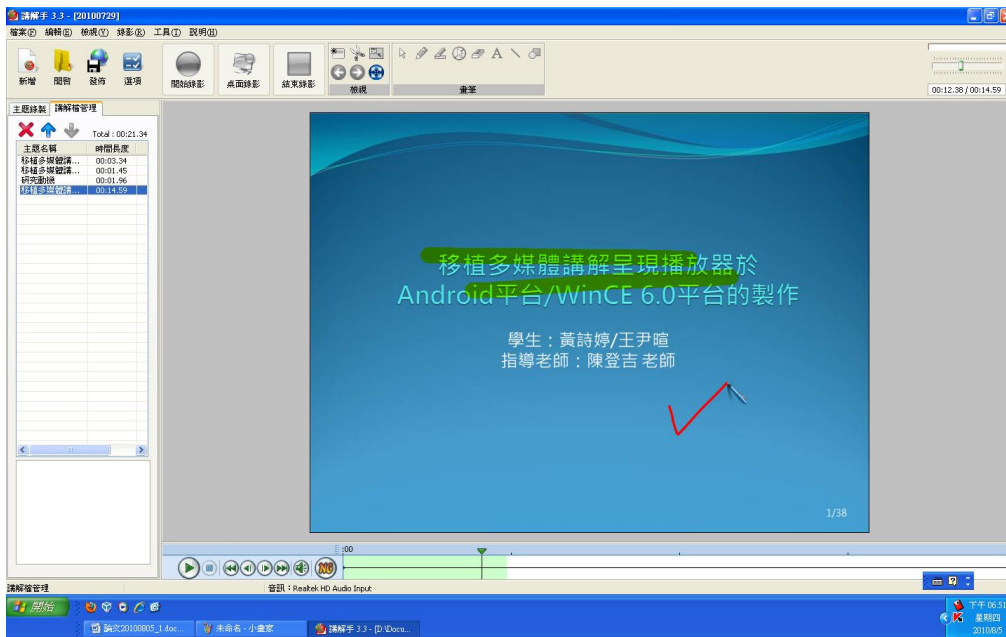 講解手 3.3 - [20100729]
檔案(F) 編輯(E) 檢視(Y) 錄影(R) 工具(T) 說明(H)
新增 開啓 發佈 選項 開始錄影 桌面錄影 結束錄影 檢視 畫筆
00:12.38 / 00:14.59
主題錄製 講解檔管理
Total : 00:21.34
主題名稱 時間長度
移植多媒體講... 00:03.34
移植多媒體講... 00:01.45
研究動機 00:01.96
移植多媒體講... 00:14.59
移植多媒體講解呈現播放器於
Android平台/WinCE 6.0平台的製作
學生：黃詩婷/王尹暄
指導老師：陳登吉 老師
1/38
:00
NG
講解檔管理 音訊：Realtek HD Audio Input
開始 下午 06:51
星期四
論文20100805_1 doc... 未命名 - 小畫家 講解手 3.3 - [D:\Docu... 2010/8/5